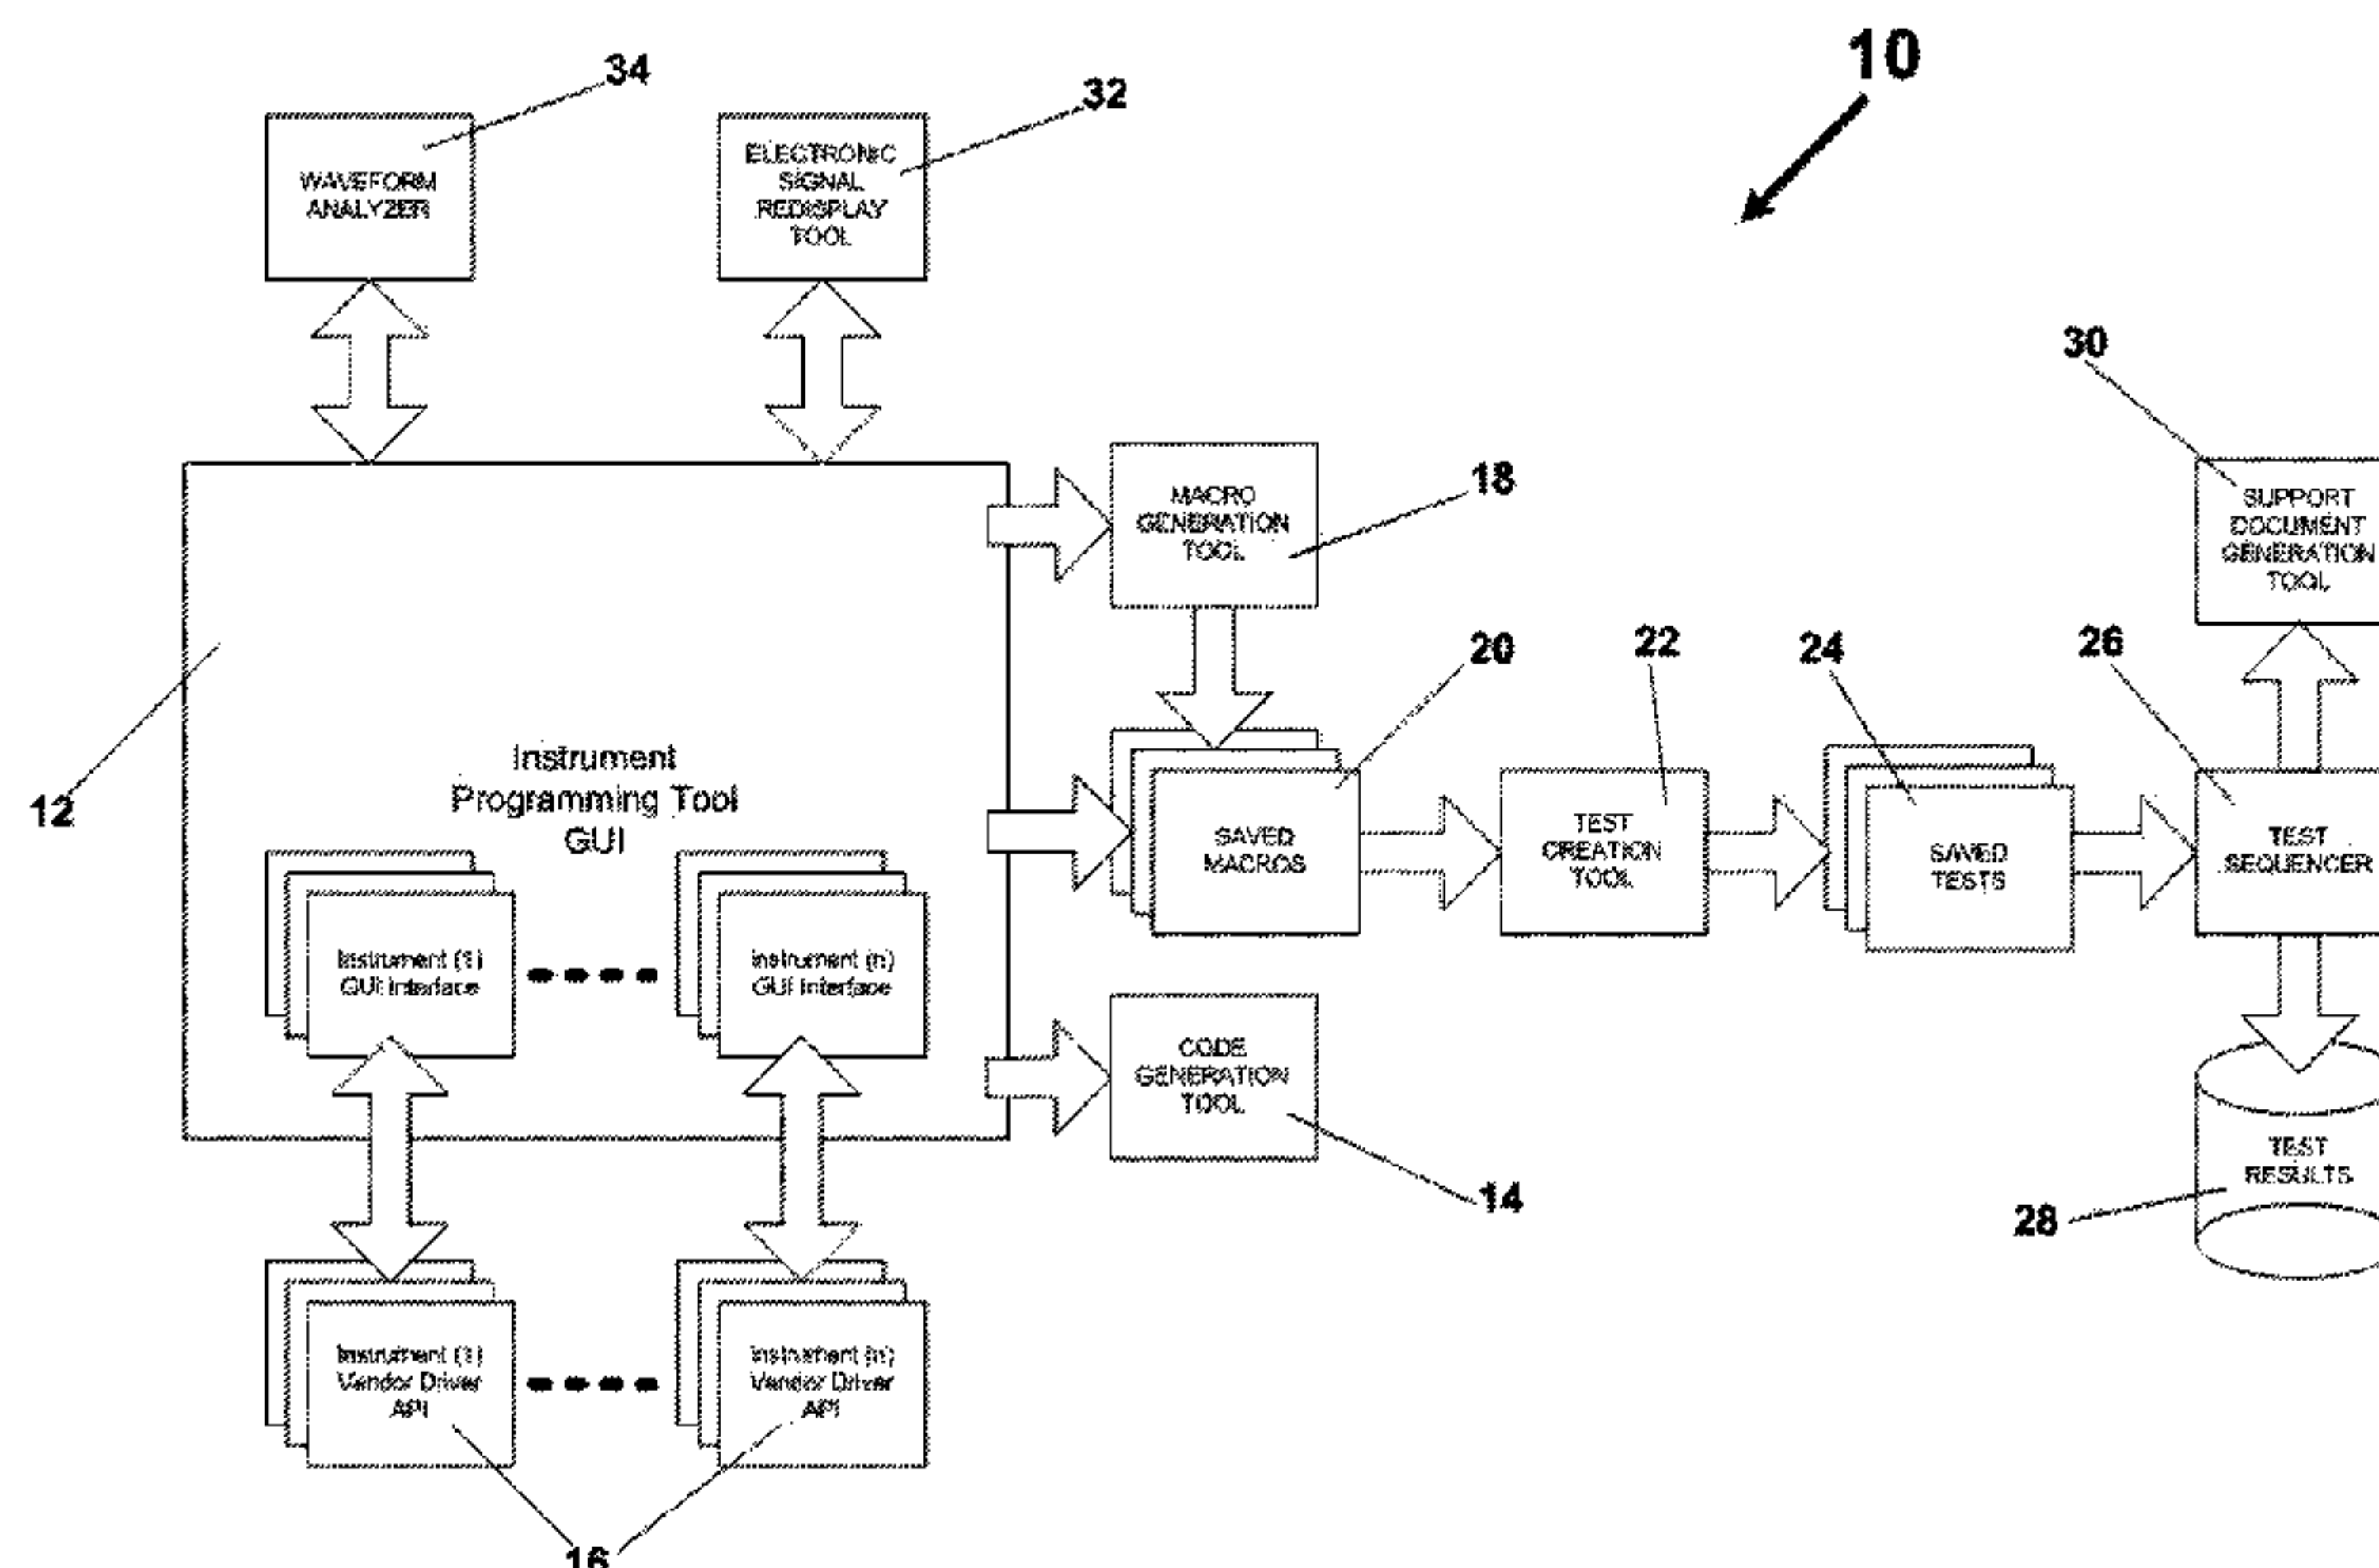 10
34
32
WAVEFORM
ANALYZER
ELECTRONIC
SIGNAL
REDISPLAY
TOOL
30
SUPPORT
DOCUMENT
GENERATION
TOOL
MACRO
GENERATION
TOOL
18
12
Instrument
Programming Tool
GUI
20
22
24
26
SAVED
MACROS
TEST
CREATION
TOOL
SAVED
TESTS
TEST
SEQUENCER
Instrument (1)
GUI Interface
Instrument (n)
GUI Interface
CODE
GENERATION
TOOL
14
TEST
RESULTS
28
Instrument (1)
Vendor Driver
API
Instrument (n)
Vendor Driver
API
16